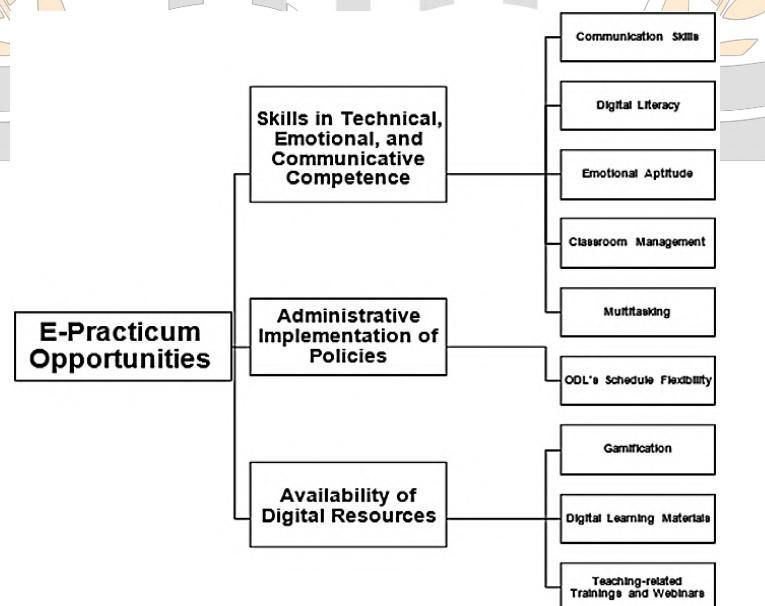 E-Practicum
Opportunities
Skills in Technical,
Emotional, and
Communicative
Competence
Communication Skills
Digital Literacy
Emotional Aptitude
Classroom Management
Multitasking
Administrative
Implementation of
Policies
ODL's Schedule Flexibility
Availability of
Digital Resources
Gamification
Digital Learning Materials
Teaching-related
Trainings and Webinars